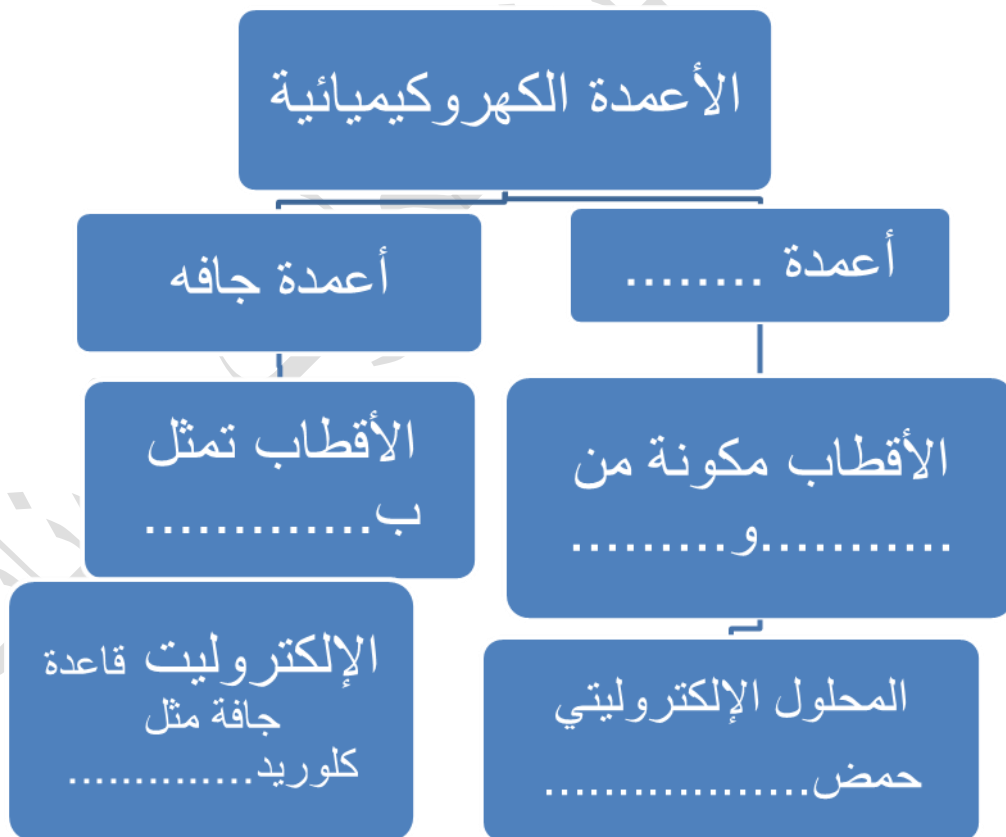 الأعمدة الكهروكيميائية
أعمدة ........
أعمدة جافه
الأقطاب مكونة من
...........و.........
الأقطاب تمثل
ب.............
المحلول الإلكتروليتي
حمض..................
الإلكتروليت قاعدة
جافة مثل
كلوريد..............